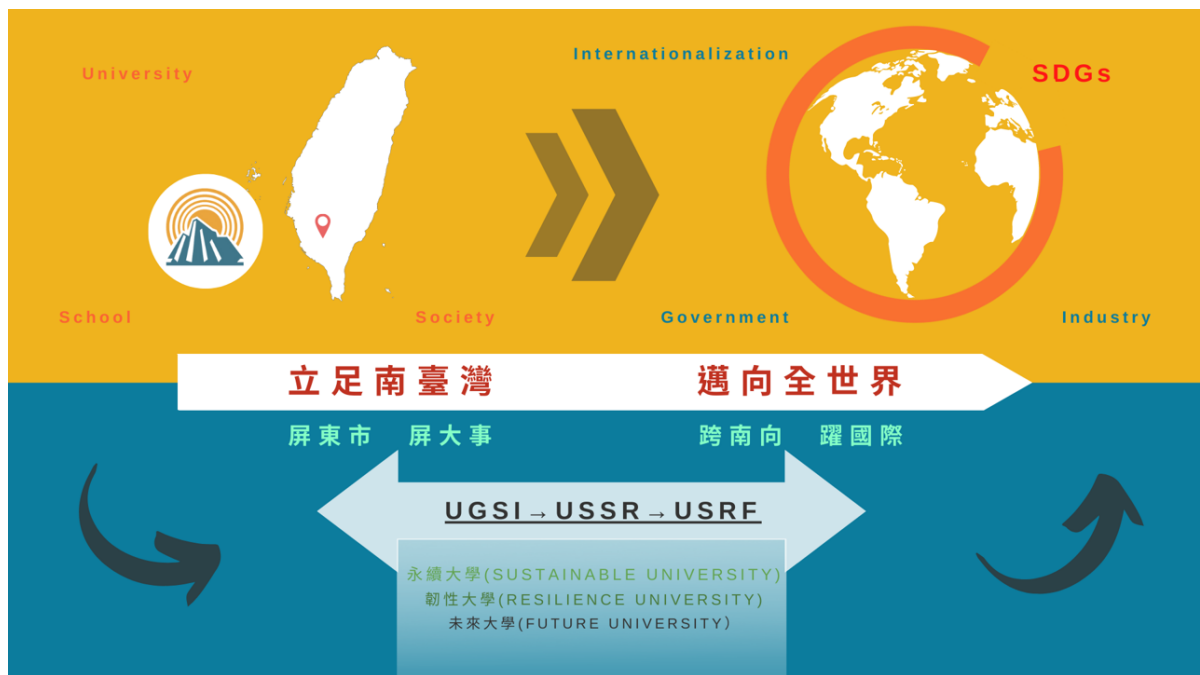 Internationalization
University
SDGs
School
Society
Government
Industry
立足南臺灣 邁向全世界
屏東市 屏大事 跨南向 躍國際
UGSI→USSR→USRF
永續大學(SUSTAINABLE UNIVERSITY)
韌性大學(RESILIENCE UNIVERSITY)
未來大學(FUTURE UNIVERSITY)